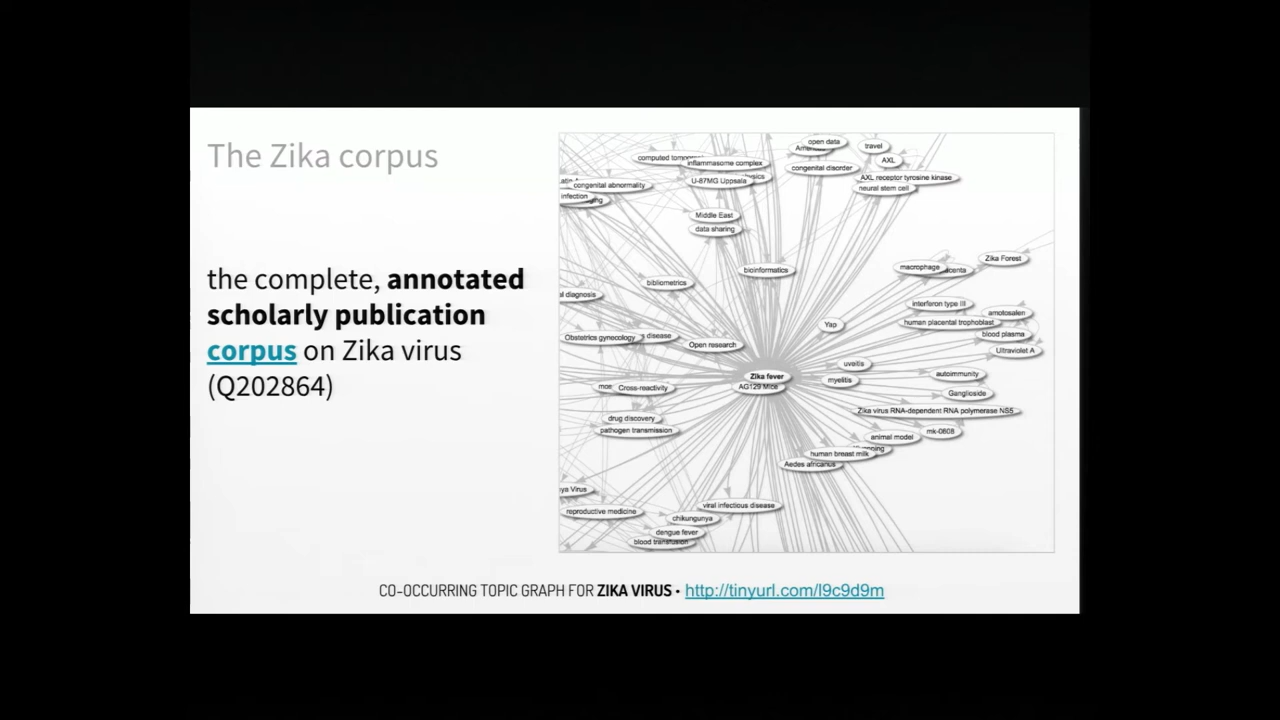 The Zika corpus
the complete, annotated
scholarly publication
corpus on Zika virus
(Q202864)
open data
travel
computed
inflammasome complex
AXL
congenital disorder
U-87MG Uppsala
AXL receptor tyrosine kinase
congenital abnormality
neural stem cell
infection
Middle East
data sharing
Zika Forest
bioinformatics
macrophage
bibliometrics
diagnosis
interferon type III
amotosalen
human placental trophoblast
Yap
blood plasma
Obstetrics gynecology
disease
Open research
Ultraviolet A
uveitis
Zika fever
autoimmunity
myelitis
AG129 Mice
Cross-reactivity
Ganglioside
Zika virus RNA-dependent RNA polymerase NS5
drug discovery
pathogen transmission
mk-0608
animal model
human breast milk
Aedes africanus
Virus
viral infectious disease
reproductive medicine
chikungunya
dengue fever
blood transfusion
CO-OCCURRING TOPIC GRAPH FOR ZIKA VIRUS • http://tinyurl.com/l9c9d9m